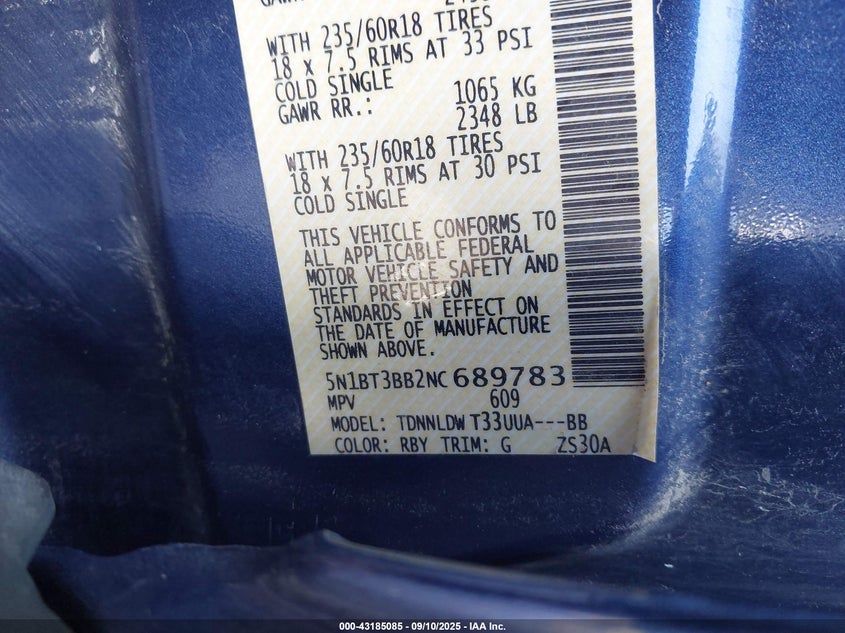 WITH 235/60R18 TIRES
18 x 7.5 RIMS AT 33 PSI
COLD SINGLE
GAWR RR.: 1065 KG
2348 LB
WITH 235/60R18 TIRES
18 x 7.5 RIMS AT 30 PSI
COLD SINGLE
THIS VEHICLE CONFORMS TO
ALL APPLICABLE FEDERAL
MOTOR VEHICLE SAFETY AND
THEFT PREVENTION
STANDARDS IN EFFECT ON
THE DATE OF MANUFACTURE
SHOWN ABOVE.
5N1BT3BB2NC689783
MPV 609
MODEL: TDNNLDW T33UUA---BB
COLOR: RBY TRIM: G ZS30A
000-43185085 - 09/10/2025 - IAA Inc.